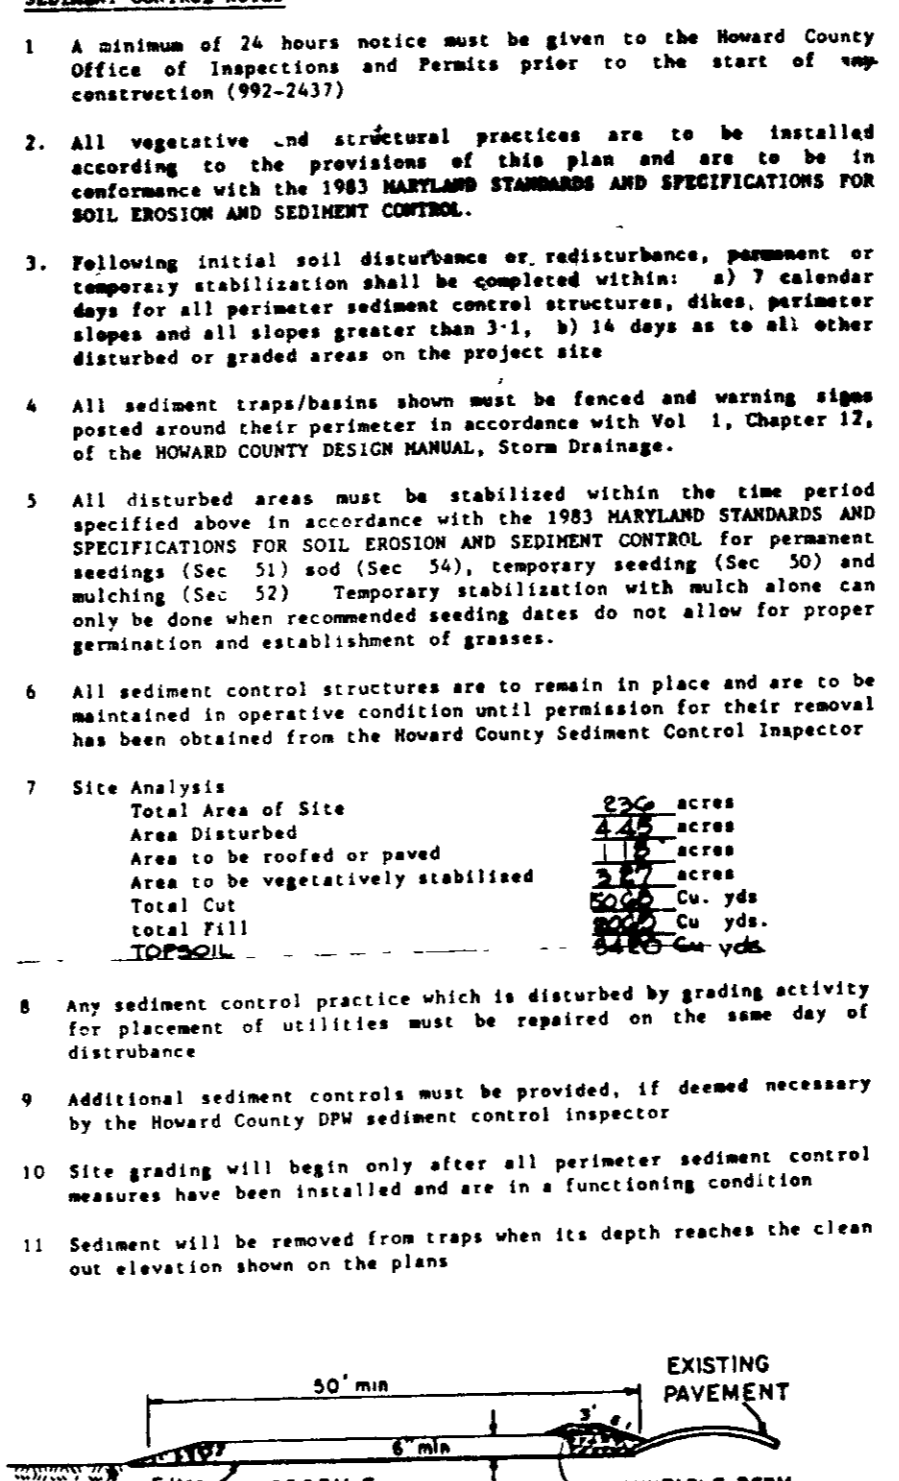 SEDIMENT CONTROL NOTES
1 A minimum of 24 hours notice must be given to the Howard County
Office of Inspections and Permits prior to the start of any
construction (992-2437)
2. All vegetative and structural practices are to be installed
according to the provisions of this plan and are to be in
conformance with the 1983 MARYLAND STANDARDS AND SPECIFICATIONS FOR
SOIL EROSION AND SEDIMENT CONTROL.
3. Following initial soil disturbance or redisturbance, permanent or
temporary stabilization shall be completed within: a) 7 calendar
days for all perimeter sediment control structures, dikes, perimeter
slopes and all slopes greater than 3:1, b) 14 days as to all other
disturbed or graded areas on the project site
4 All sediment traps/basins shown must be fenced and warning signs
posted around their perimeter in accordance with Vol 1, Chapter 12,
of the HOWARD COUNTY DESIGN MANUAL, Storm Drainage.
5 All disturbed areas must be stabilized within the time period
specified above in accordance with the 1983 MARYLAND STANDARDS AND
SPECIFICATIONS FOR SOIL EROSION AND SEDIMENT CONTROL for permanent
seedings (Sec 51) sod (Sec 54), temporary seeding (Sec 50) and
mulching (Sec 52) Temporary stabilization with mulch alone can
only be done when recommended seeding dates do not allow for proper
germination and establishment of grasses.
6 All sediment control structures are to remain in place and are to be
maintained in operative condition until permission for their removal
has been obtained from the Howard County Sediment Control Inspector
7 Site Analysis
Total Area of Site acres
Area Disturbed 4.45 acres
Area to be roofed or paved acres
Area to be vegetatively stabilized acres
Total Cut Cu. yds
total Fill Cu yds.
TOPSOIL Cu yds
8 Any sediment control practice which is disturbed by grading activity
for placement of utilities must be repaired on the same day of
distrubance
9 Additional sediment controls must be provided, if deemed necessary
by the Howard County DPW sediment control inspector
10 Site grading will begin only after all perimeter sediment control
measures have been installed and are in a functioning condition
11 Sediment will be removed from traps when its depth reaches the clean
out elevation shown on the plans
EXISTING
PAVEMENT
50' min
3'
6" min